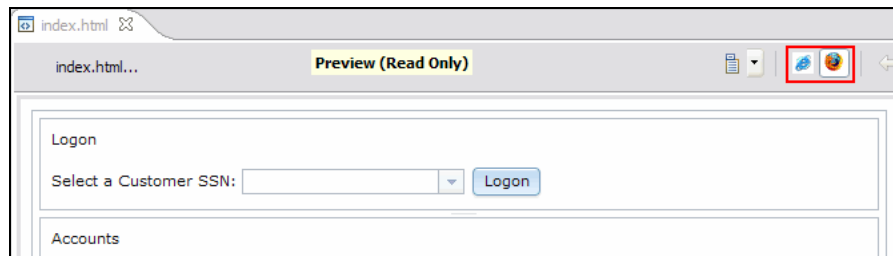 index.html
index.html... Preview (Read Only)
Logon
Select a Customer SSN: Logon
Accounts